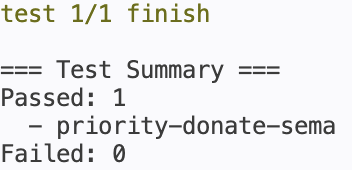 test 1/1 finish
=== Test Summary ===
Passed: 1
- priority-donate-sema
Failed: 0